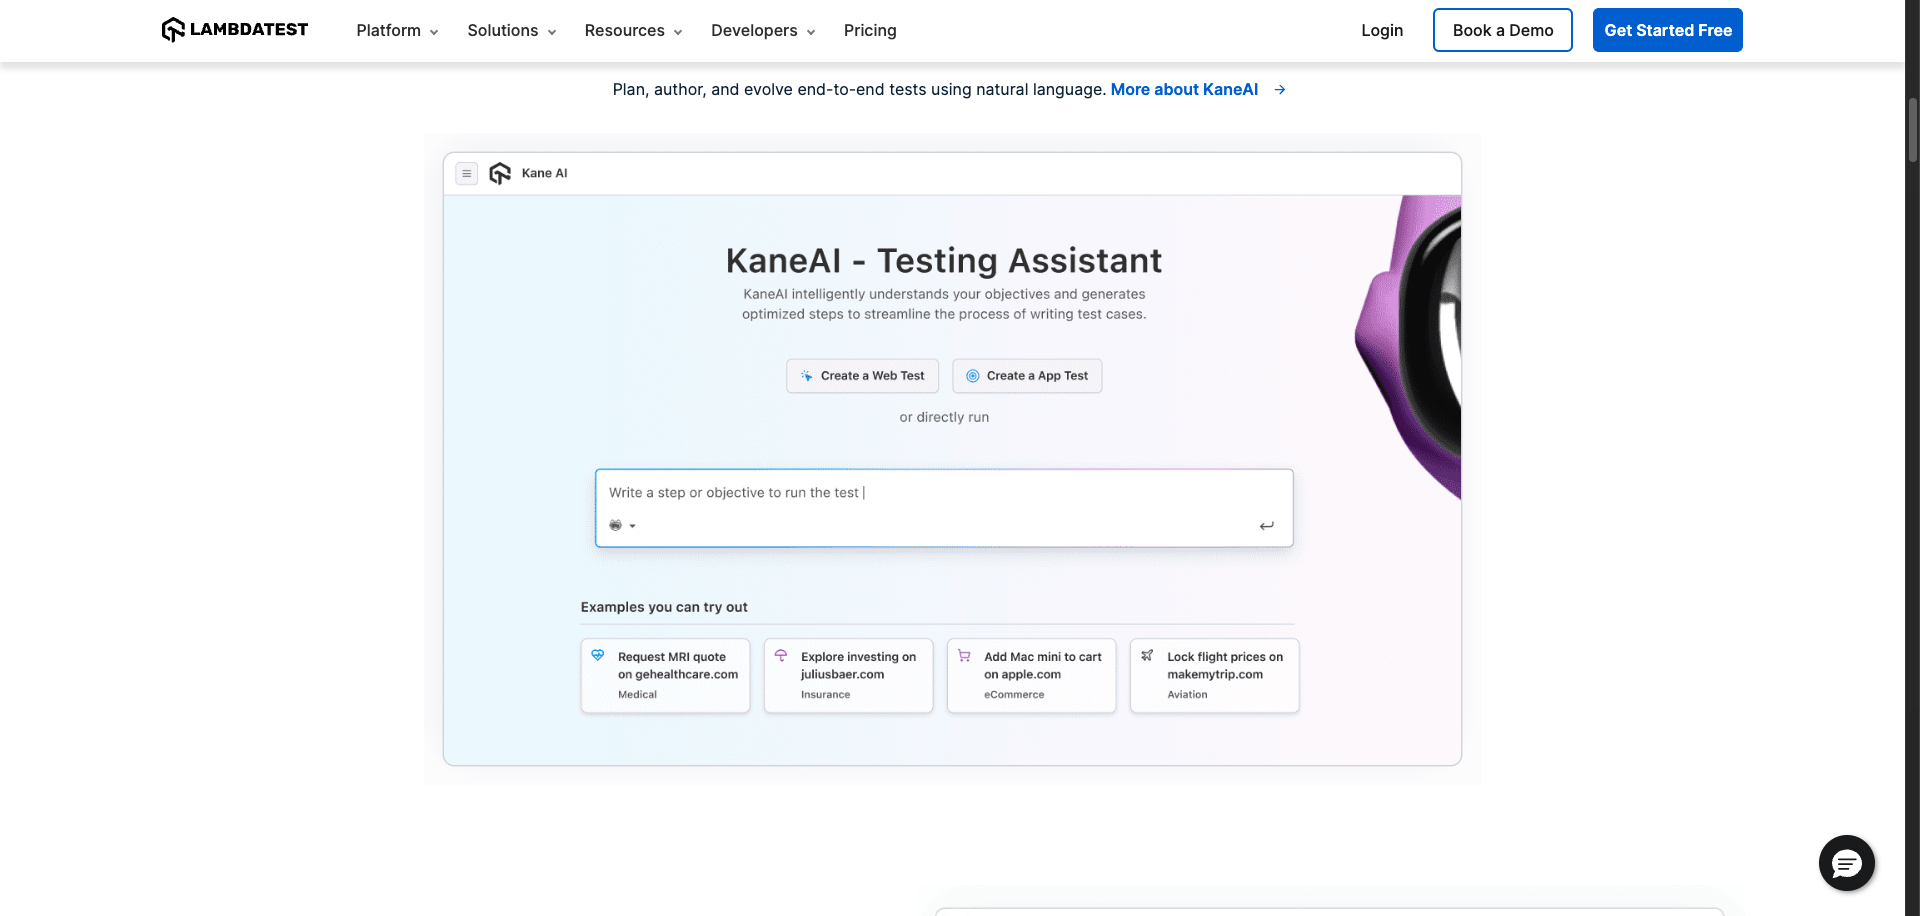 LAMBDATEST
Platform
Solutions
Resources
Developers
Pricing
Login
Book a Demo
Get Started Free
Plan, author, and evolve end-to-end tests using natural language. More about KaneAI →
Kane AI
KaneAI - Testing Assistant
KaneAI intelligently understands your objectives and generates
optimized steps to streamline the process of writing test cases.
Create a Web Test
Create a App Test
or directly run
Write a step or objective to run the test
Examples you can try out
Request MRI quote
on gehealthcare.com
Medical
Explore investing on
juliusbaer.com
Insurance
Add Mac mini to cart
on apple.com
eCommerce
Lock flight prices on
makemytrip.com
Aviation